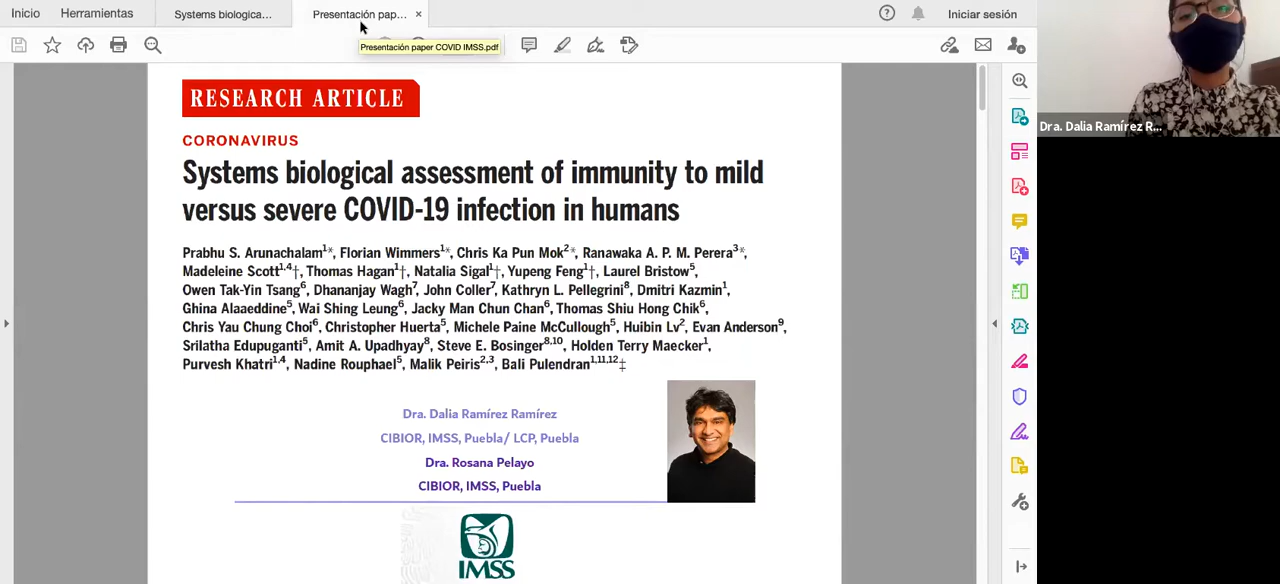 Inicio Herramientas Systems biologica... Presentación pap... × Iniciar sesión
Presentación paper COVID IMSS.pdf
Dra. Dalia Ramírez R...
RESEARCH ARTICLE
CORONAVIRUS
Systems biological assessment of immunity to mild
versus severe COVID-19 infection in humans
Prabhu S. Arunachalam1*, Florian Wimmers1*, Chris Ka Pun Mok2*, Ranawaka A. P. M. Perera3*,
Madeleine Scott1,4†, Thomas Hagan1†, Natalia Sigal1†, Yupeng Feng1†, Laurel Bristow5,
Owen Tak-Yin Tsang6, Dhananjay Wagh7, John Coller7, Kathryn L. Pellegrini8, Dmitri Kazmin1,
Ghina Alaaeddine5, Wai Shing Leung6, Jacky Man Chun Chan6, Thomas Shiu Hong Chik6,
Chris Yau Chung Choi6, Christopher Huerta5, Michele Paine McCullough5, Huibin Lv2, Evan Anderson9,
Srilatha Edupuganti5, Amit A. Upadhyay8, Steve E. Bosinger8,10, Holden Terry Maecker1,
Purvesh Khatri1,4, Nadine Rouphael5, Malik Peiris2,3, Bali Pulendran1,11,12‡
Dra. Dalia Ramírez Ramírez
CIBIOR, IMSS, Puebla/ LCP, Puebla
Dra. Rosana Pelayo
CIBIOR, IMSS, Puebla
IMSS